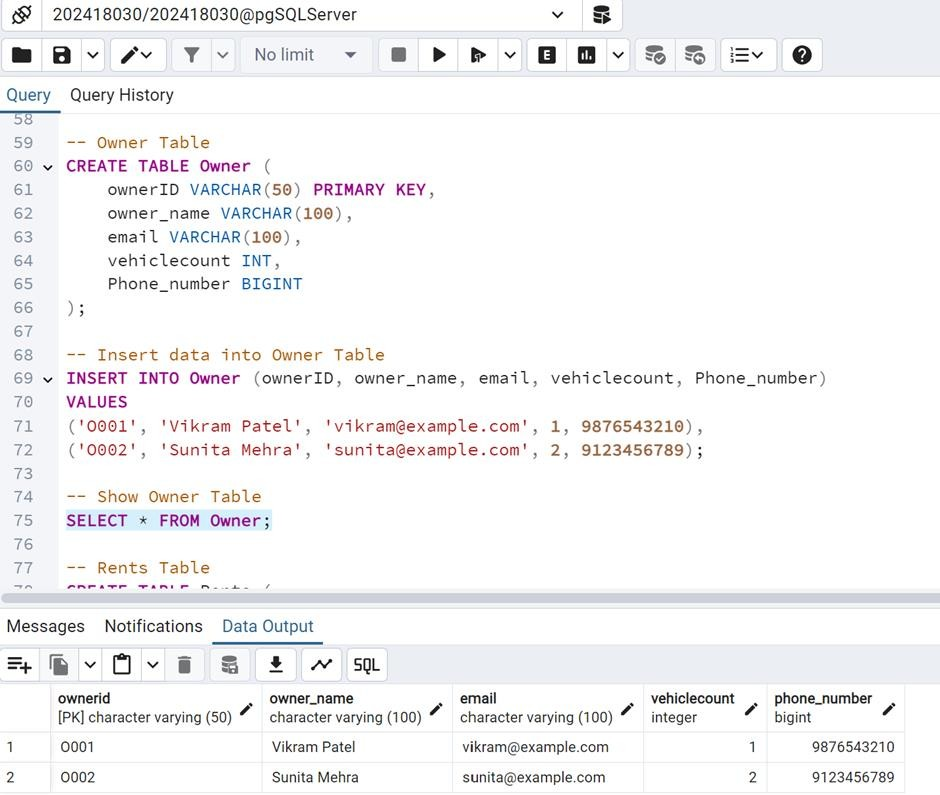 202418030/202418030@pgSQLServer
No limit
E
Query Query History
58
59 -- Owner Table
60 CREATE TABLE Owner (
61 ownerID VARCHAR(50) PRIMARY KEY,
62 owner_name VARCHAR(100),
63 email VARCHAR(100),
64 vehiclecount INT,
65 Phone_number BIGINT
66 );
67
68 -- Insert data into Owner Table
69 INSERT INTO Owner (ownerID, owner_name, email, vehiclecount, Phone_number)
70 VALUES
71 ('O001', 'Vikram Patel', 'vikram@example.com', 1, 9876543210),
72 ('O002', 'Sunita Mehra', 'sunita@example.com', 2, 9123456789);
73
74 -- Show Owner Table
75 SELECT * FROM Owner;
76
77 -- Rents Table
78 CREATE TABLE Rents (
Messages Notifications Data Output
SQL
ownerid owner_name email vehiclecount phone_number
[PK] character varying (50) character varying (100) character varying (100) integer bigint
1 O001 Vikram Patel vikram@example.com 1 9876543210
2 O002 Sunita Mehra sunita@example.com 2 9123456789